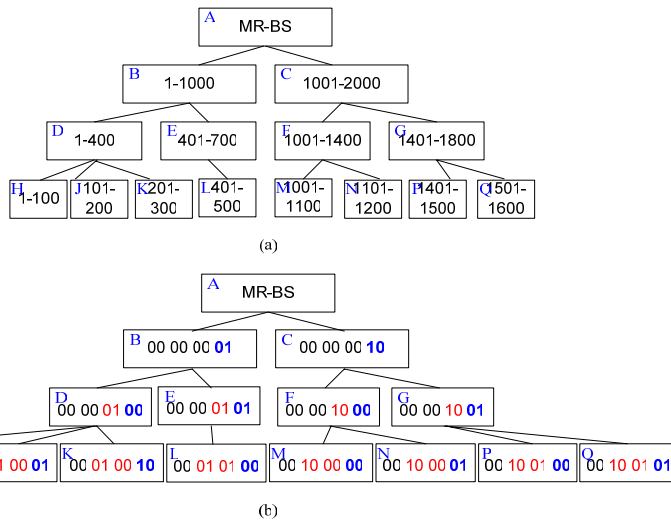 A
MR-BS
B
1-1000
C
1001-2000
D
1-400
E
401-700
F
1001-1400
G
1401-1800
H
1-100
J
101-
200
K
201-
300
L
401-
500
M
1001-
1100
N
1101-
1200
P
1401-
1500
Q
1501-
1600
(a)
A
MR-BS
B
00 00 00 01
C
00 00 00 10
D
00 00 01 00
E
00 00 01 01
F
00 00 10 00
G
00 00 10 01
00 01
K
00 01 00 10
L
00 01 01 00
M
00 10 00 00
N
00 10 00 01
P
00 10 01 00
Q
00 10 01 01
(b)